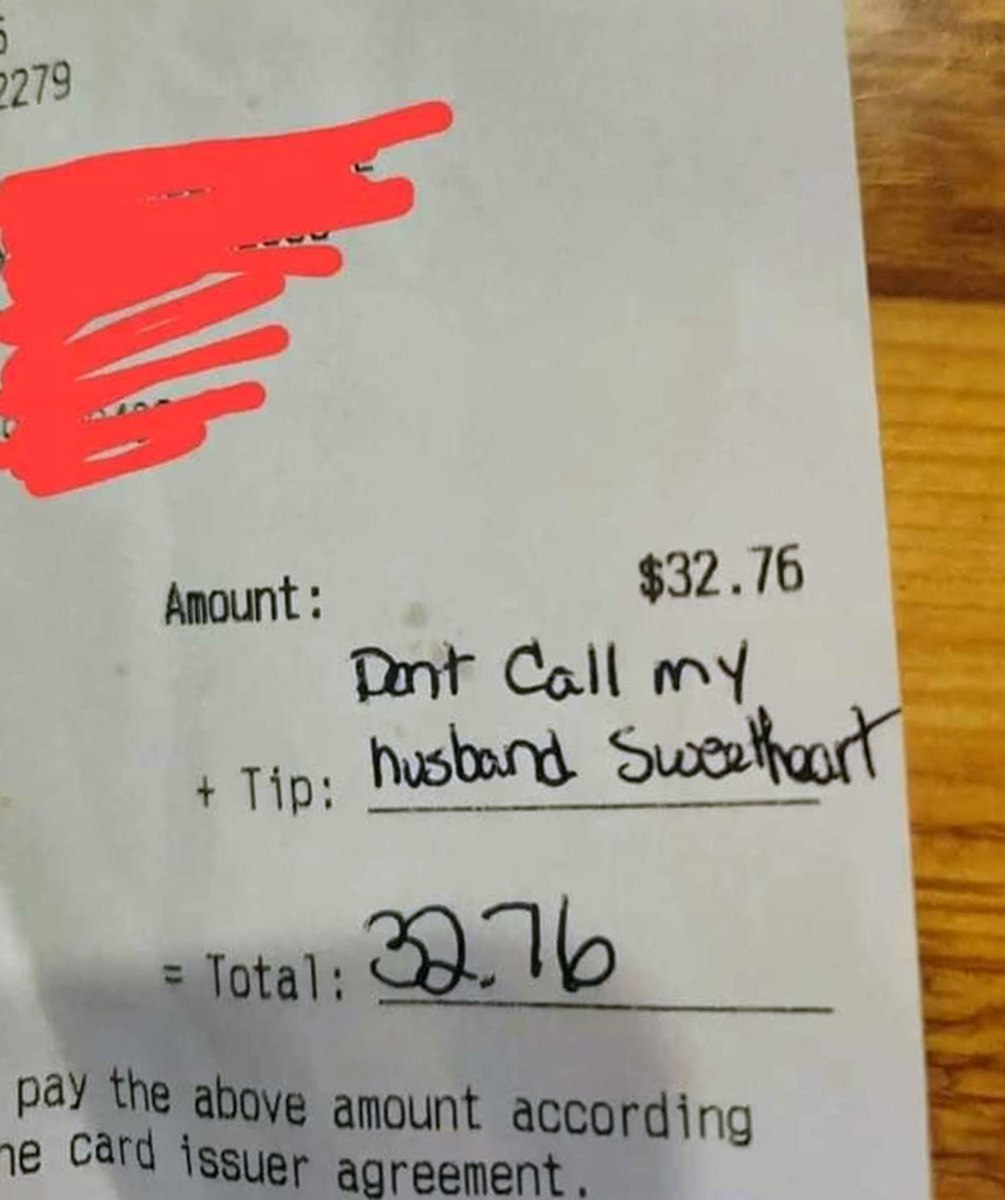 2279
Amount: $32.76
Dont Call my
+ Tip: husband Sweetheart
= Total: 32.76
pay the above amount according
card issuer agreement.